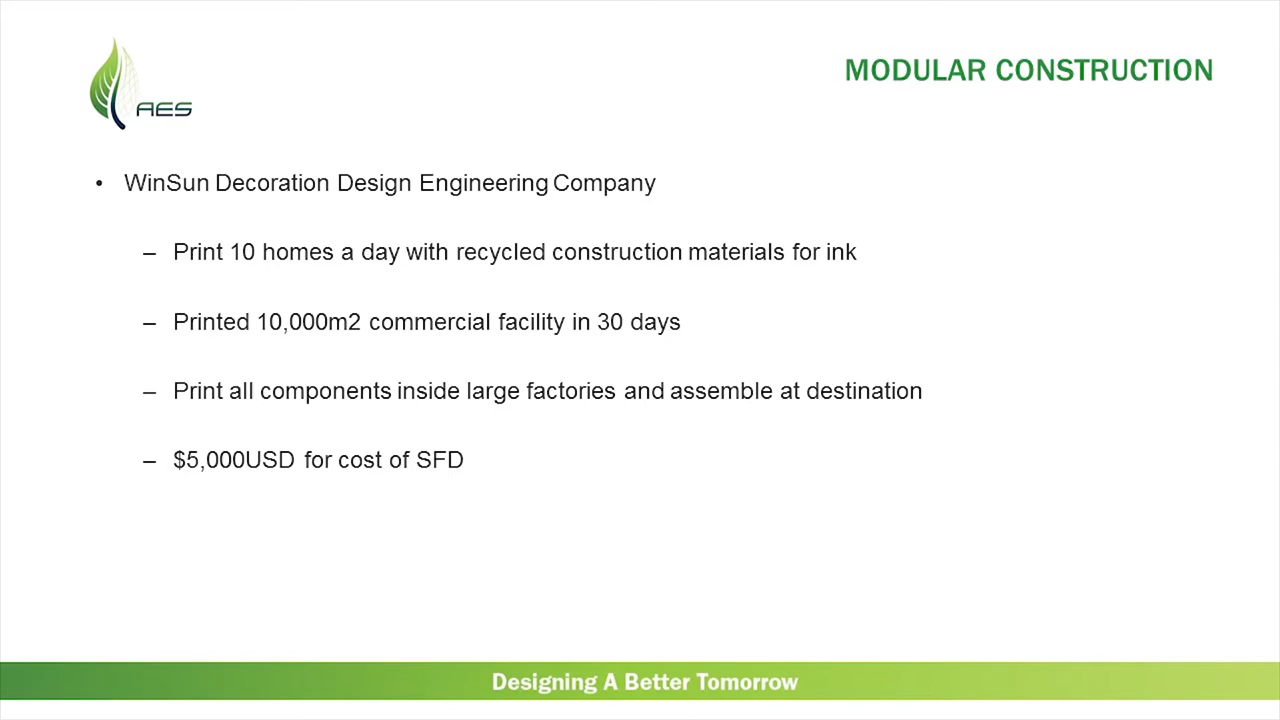 AES
MODULAR CONSTRUCTION
• WinSun Decoration Design Engineering Company
– Print 10 homes a day with recycled construction materials for ink
– Printed 10,000m2 commercial facility in 30 days
– Print all components inside large factories and assemble at destination
– $5,000USD for cost of SFD
Designing A Better Tomorrow